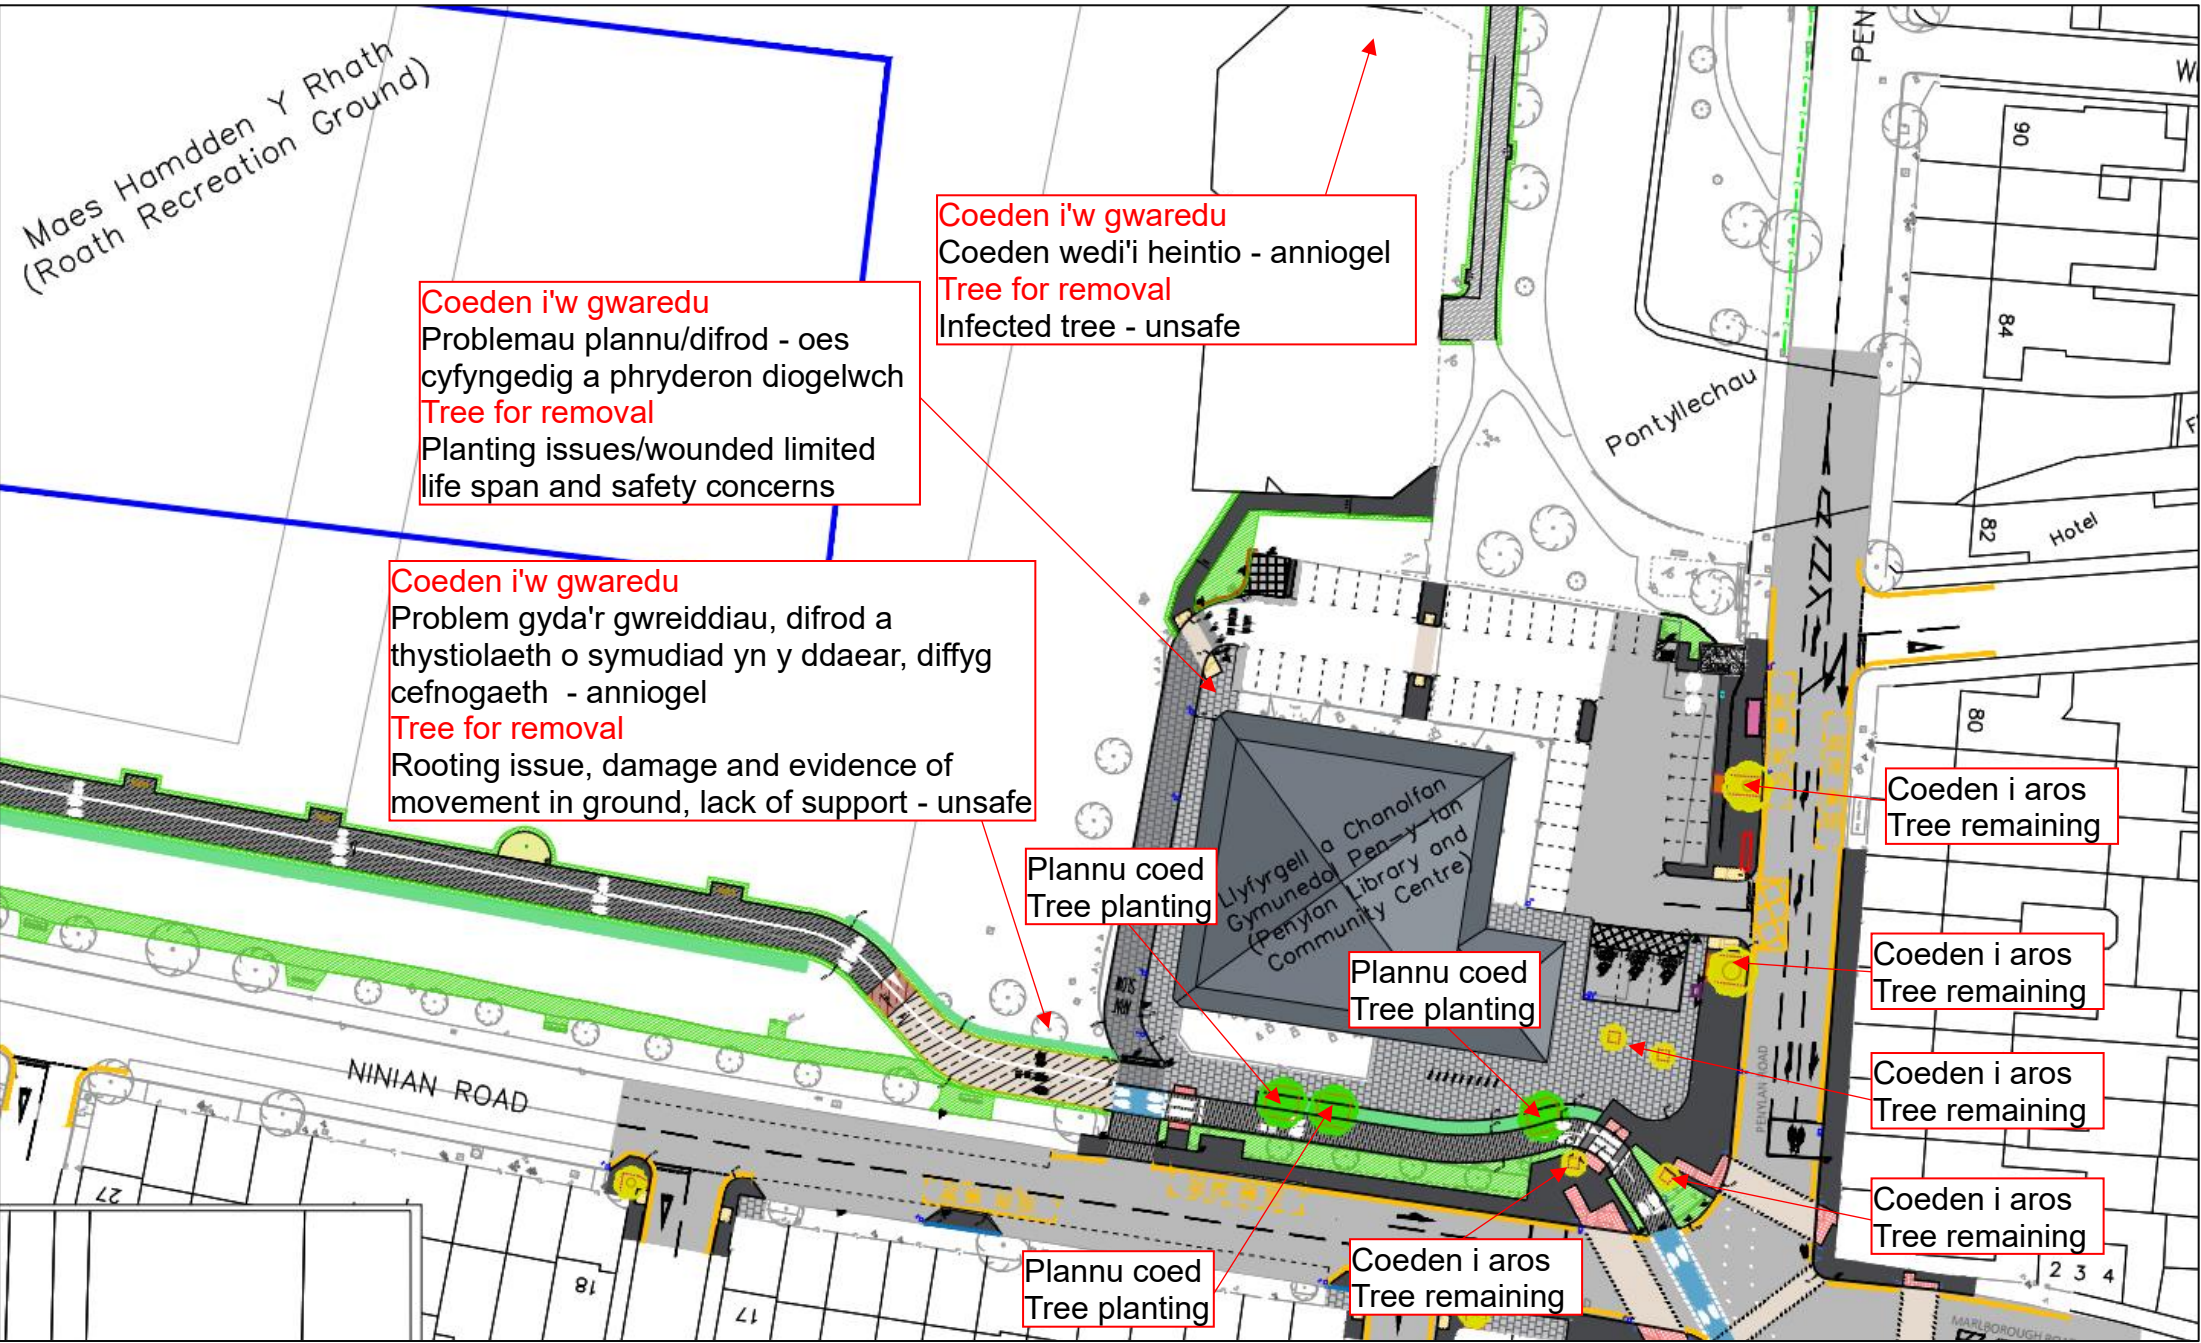 Maes Hamdden Y Rhath
(Roath Recreation Ground)
PEN
Coeden i'w gwaredu
Coeden wedi'i heintio - anniogel
Tree for removal
Infected tree - unsafe
Coeden i'w gwaredu
Problemau plannu/difrod - oes
cyfyngedig a phryderon diogelwch
Tree for removal
Planting issues/wounded limited
life span and safety concerns
Coeden i'w gwaredu
Problem gyda'r gwreiddiau, difrod a
thystiolaeth o symudiad yn y ddaear, diffyg
cefnogaeth - anniogel
Tree for removal
Rooting issue, damage and evidence of
movement in ground, lack of support - unsafe
90
84
Pontyllechau
82
Hotel
80
Llyfyrgell a Chanolfan
Gymunedol Pen-y-lan
(Penylan Library and
Community Centre)
Plannu coed
Tree planting
Plannu coed
Tree planting
Coeden i aros
Tree remaining
Coeden i aros
Tree remaining
Coeden i aros
Tree remaining
Coeden i aros
Tree remaining
PENYLAN ROAD
NINIAN ROAD
27
18
17
Plannu coed
Tree planting
Coeden i aros
Tree remaining
2 3 4